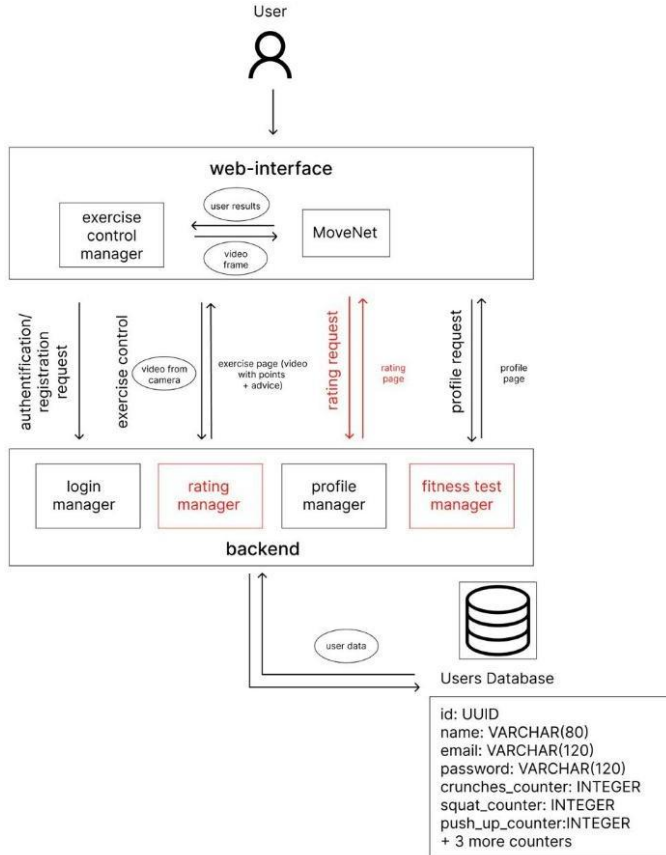 User
web-interface
exercise
control
manager
user results
video
frame
MoveNet
authentification/
registration
request
exercise control
video from
camera
exercise page (video
with points
+ advice)
rating request
rating
page
profile request
profile
page
login
manager
rating
manager
profile
manager
fitness test
manager
backend
user data
Users Database
id: UUID
name: VARCHAR(80)
email: VARCHAR(120)
password: VARCHAR(120)
crunches_counter: INTEGER
squat_counter: INTEGER
push_up_counter:INTEGER
+ 3 more counters